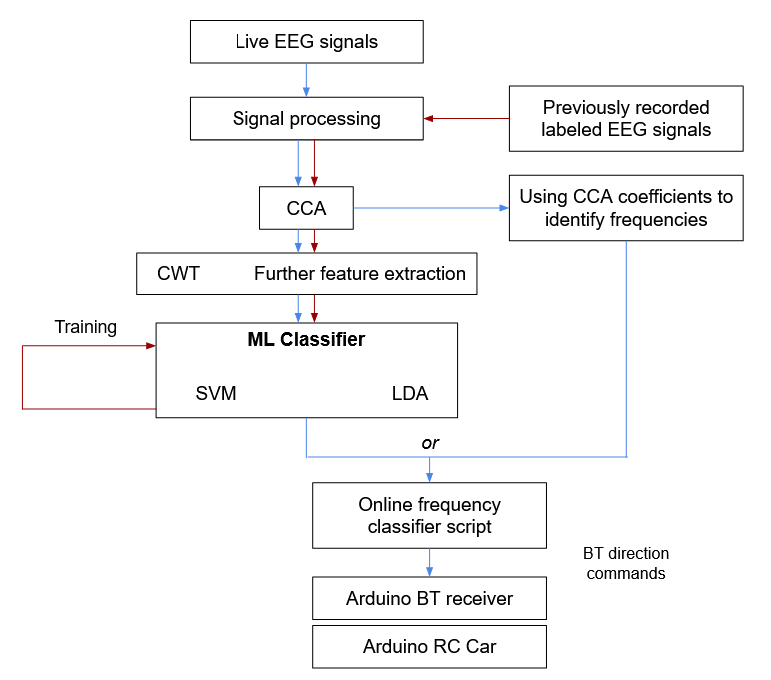 Live EEG signals
Signal processing
Previously recorded
labeled EEG signals
CCA
Using CCA coefficients to
identify frequencies
CWT Further feature extraction
Training
ML Classifier
SVM LDA
or
Online frequency
classifier script
BT direction
commands
Arduino BT receiver
Arduino RC Car